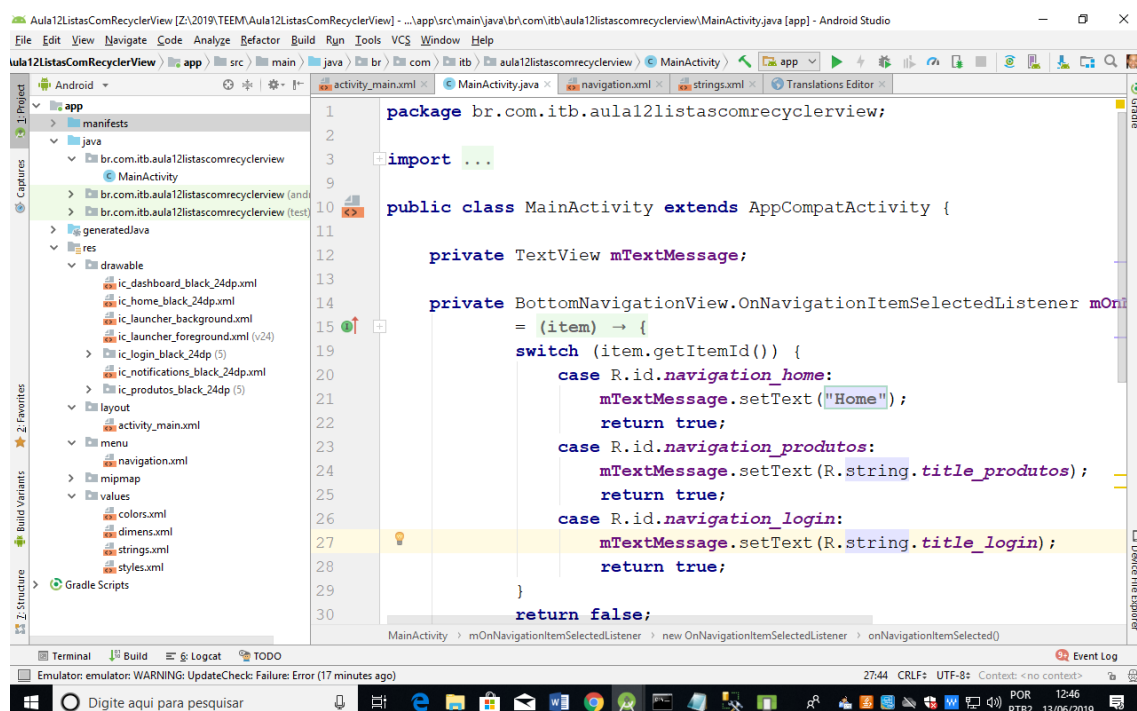 Aula12ListasComRecyclerView [Z:\2019\TEEM\Aula12ListasComRecyclerView] - ...\app\src\main\java\br\com\itb\aula12listascomrecyclerview\MainActivity.java [app] - Android Studio
File Edit View Navigate Code Analyze Refactor Build Run Tools VCS Window Help
ula12ListasComRecyclerView app src main java br com itb aula12listascomrecyclerview MainActivity app
Android
activity_main.xml MainActivity.java navigation.xml strings.xml Translations Editor
1: Project
Captures
2: Favorites
Build Variants
7: Structure
app
manifests
java
br.com.itb.aula12listascomrecyclerview
MainActivity
br.com.itb.aula12listascomrecyclerview (and
br.com.itb.aula12listascomrecyclerview (test)
generatedJava
res
drawable
ic_dashboard_black_24dp.xml
ic_home_black_24dp.xml
ic_launcher_background.xml
ic_launcher_foreground.xml (v24)
ic_login_black_24dp (5)
ic_notifications_black_24dp.xml
ic_produtos_black_24dp (5)
layout
activity_main.xml
menu
navigation.xml
mipmap
values
colors.xml
dimens.xml
strings.xml
styles.xml
Gradle Scripts
1 package br.com.itb.aula12listascomrecyclerview;
2
3 import ...
9
10 public class MainActivity extends AppCompatActivity {
11
12 private TextView mTextMessage;
13
14 private BottomNavigationView.OnNavigationItemSelectedListener mOn
15 = (item) → {
19 switch (item.getItemId()) {
20 case R.id.navigation_home:
21 mTextMessage.setText("Home");
22 return true;
23 case R.id.navigation_produtos:
24 mTextMessage.setText(R.string.title_produtos);
25 return true;
26 case R.id.navigation_login:
27 mTextMessage.setText(R.string.title_login);
28 return true;
29 }
30 return false;
MainActivity > mOnNavigationItemSelectedListener > new OnNavigationItemSelectedListener > onNavigationItemSelected()
Gradle
Device File Explorer
Terminal Build 6: Logcat TODO 92 Event Log
Emulator: emulator: WARNING: UpdateCheck: Failure: Error (17 minutes ago) 27:44 CRLF UTF-8 Context: <no context>
Digite aqui para pesquisar
POR 12:46
PTB2 13/06/2019